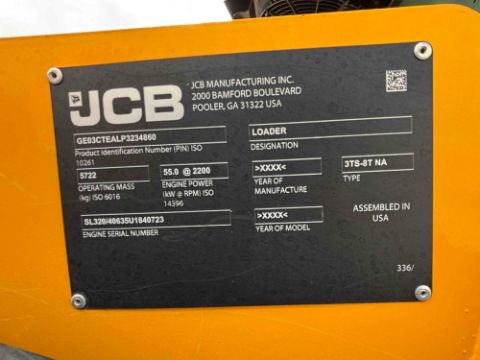 JCB
JCB MANUFACTURING INC.
2000 BAMFORD BOULEVARD
POOLER, GA 31322 USA
GE03CTEALP3234860
Product Identification Number (PIN) ISO
10261
LOADER
DESIGNATION
5722
OPERATING MASS
(kg) ISO 6016
55.0 @ 2200
ENGINE POWER
(kW @ RPM) ISO
14396
>XXXX<
YEAR OF
MANUFACTURE
3TS-8T NA
TYPE
SL320/40635U1840723
ENGINE SERIAL NUMBER
>XXXX<
YEAR OF MODEL
ASSEMBLED IN
USA
336/